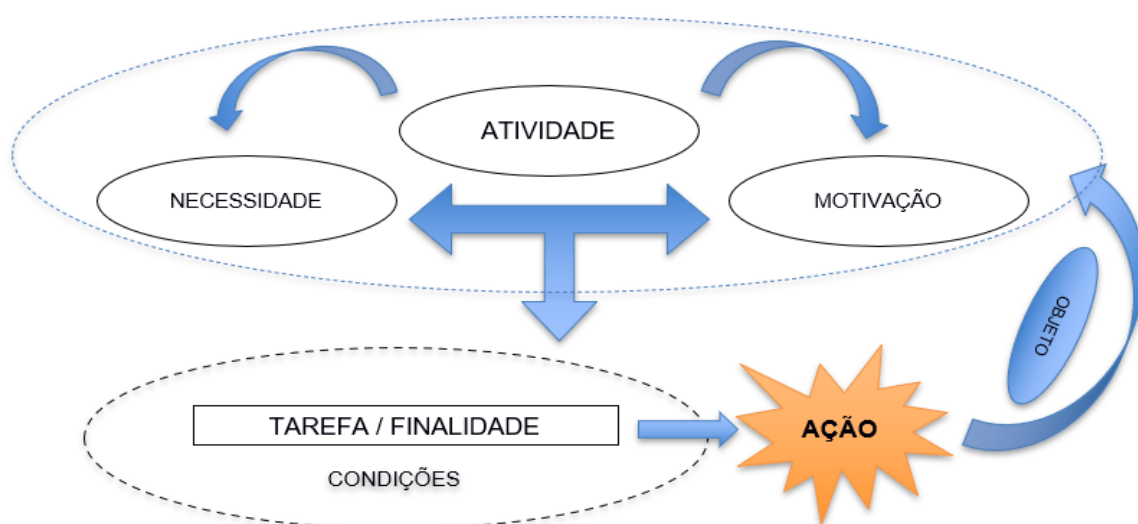 ATIVIDADE
NECESSIDADE
MOTIVAÇÃO
OBJETO
TAREFA / FINALIDADE
AÇÃO
CONDIÇÕES